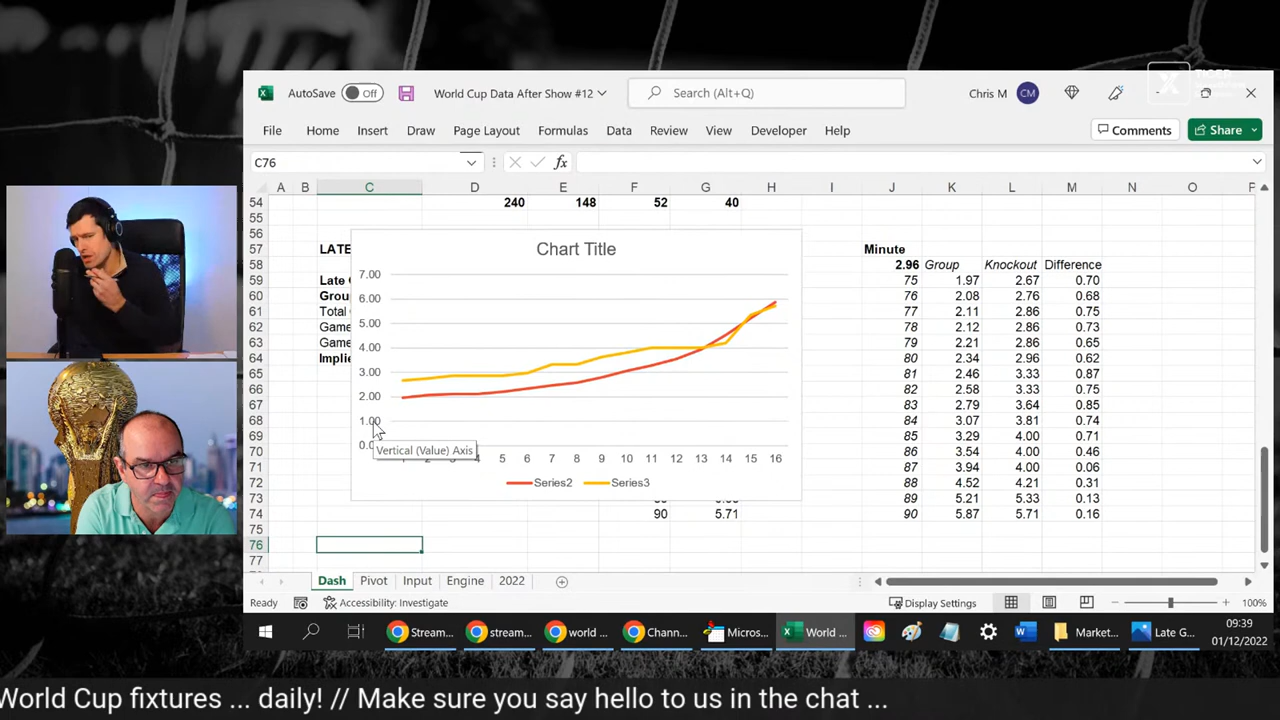 AutoSave Off World Cup Data After Show #12 Search (Alt+Q) Chris M CM
File Home Insert Draw Page Layout Formulas Data Review View Developer Help Comments Share
C76 fx
A B C D E F G H I J K L M N O P
54 240 148 52 40
55
56
57 LATE Minute
58 2.96 Group Knockout Difference
59 Late 75 1.97 2.67 0.70
60 Group 76 2.08 2.76 0.68
61 Total 77 2.11 2.86 0.75
62 Game 78 2.12 2.86 0.73
63 Game 79 2.21 2.86 0.65
64 Implie 80 2.34 2.96 0.62
65 81 2.46 3.33 0.87
66 82 2.58 3.33 0.75
67 83 2.79 3.64 0.85
68 84 3.07 3.81 0.74
69 85 3.29 4.00 0.71
70 86 3.54 4.00 0.46
71 87 3.94 4.00 0.06
72 88 4.52 4.21 0.31
73 89 5.21 5.33 0.13
74 90 5.71 90 5.87 5.71 0.16
75
76
77
Chart Title
7.00
6.00
5.00
4.00
3.00
2.00
1.00
Vertical (Value) Axis
4 5 6 7 8 9 10 11 12 13 14 15 16
Series2 Series3
Dash Pivot Input Engine 2022
Ready Accessibility: Investigate Display Settings 100%
Stream... stream... world ... Chann... Micros... World ... Market... Late G... 09:39
01/12/2022
World Cup fixtures ... daily! // Make sure you say hello to us in the chat ...